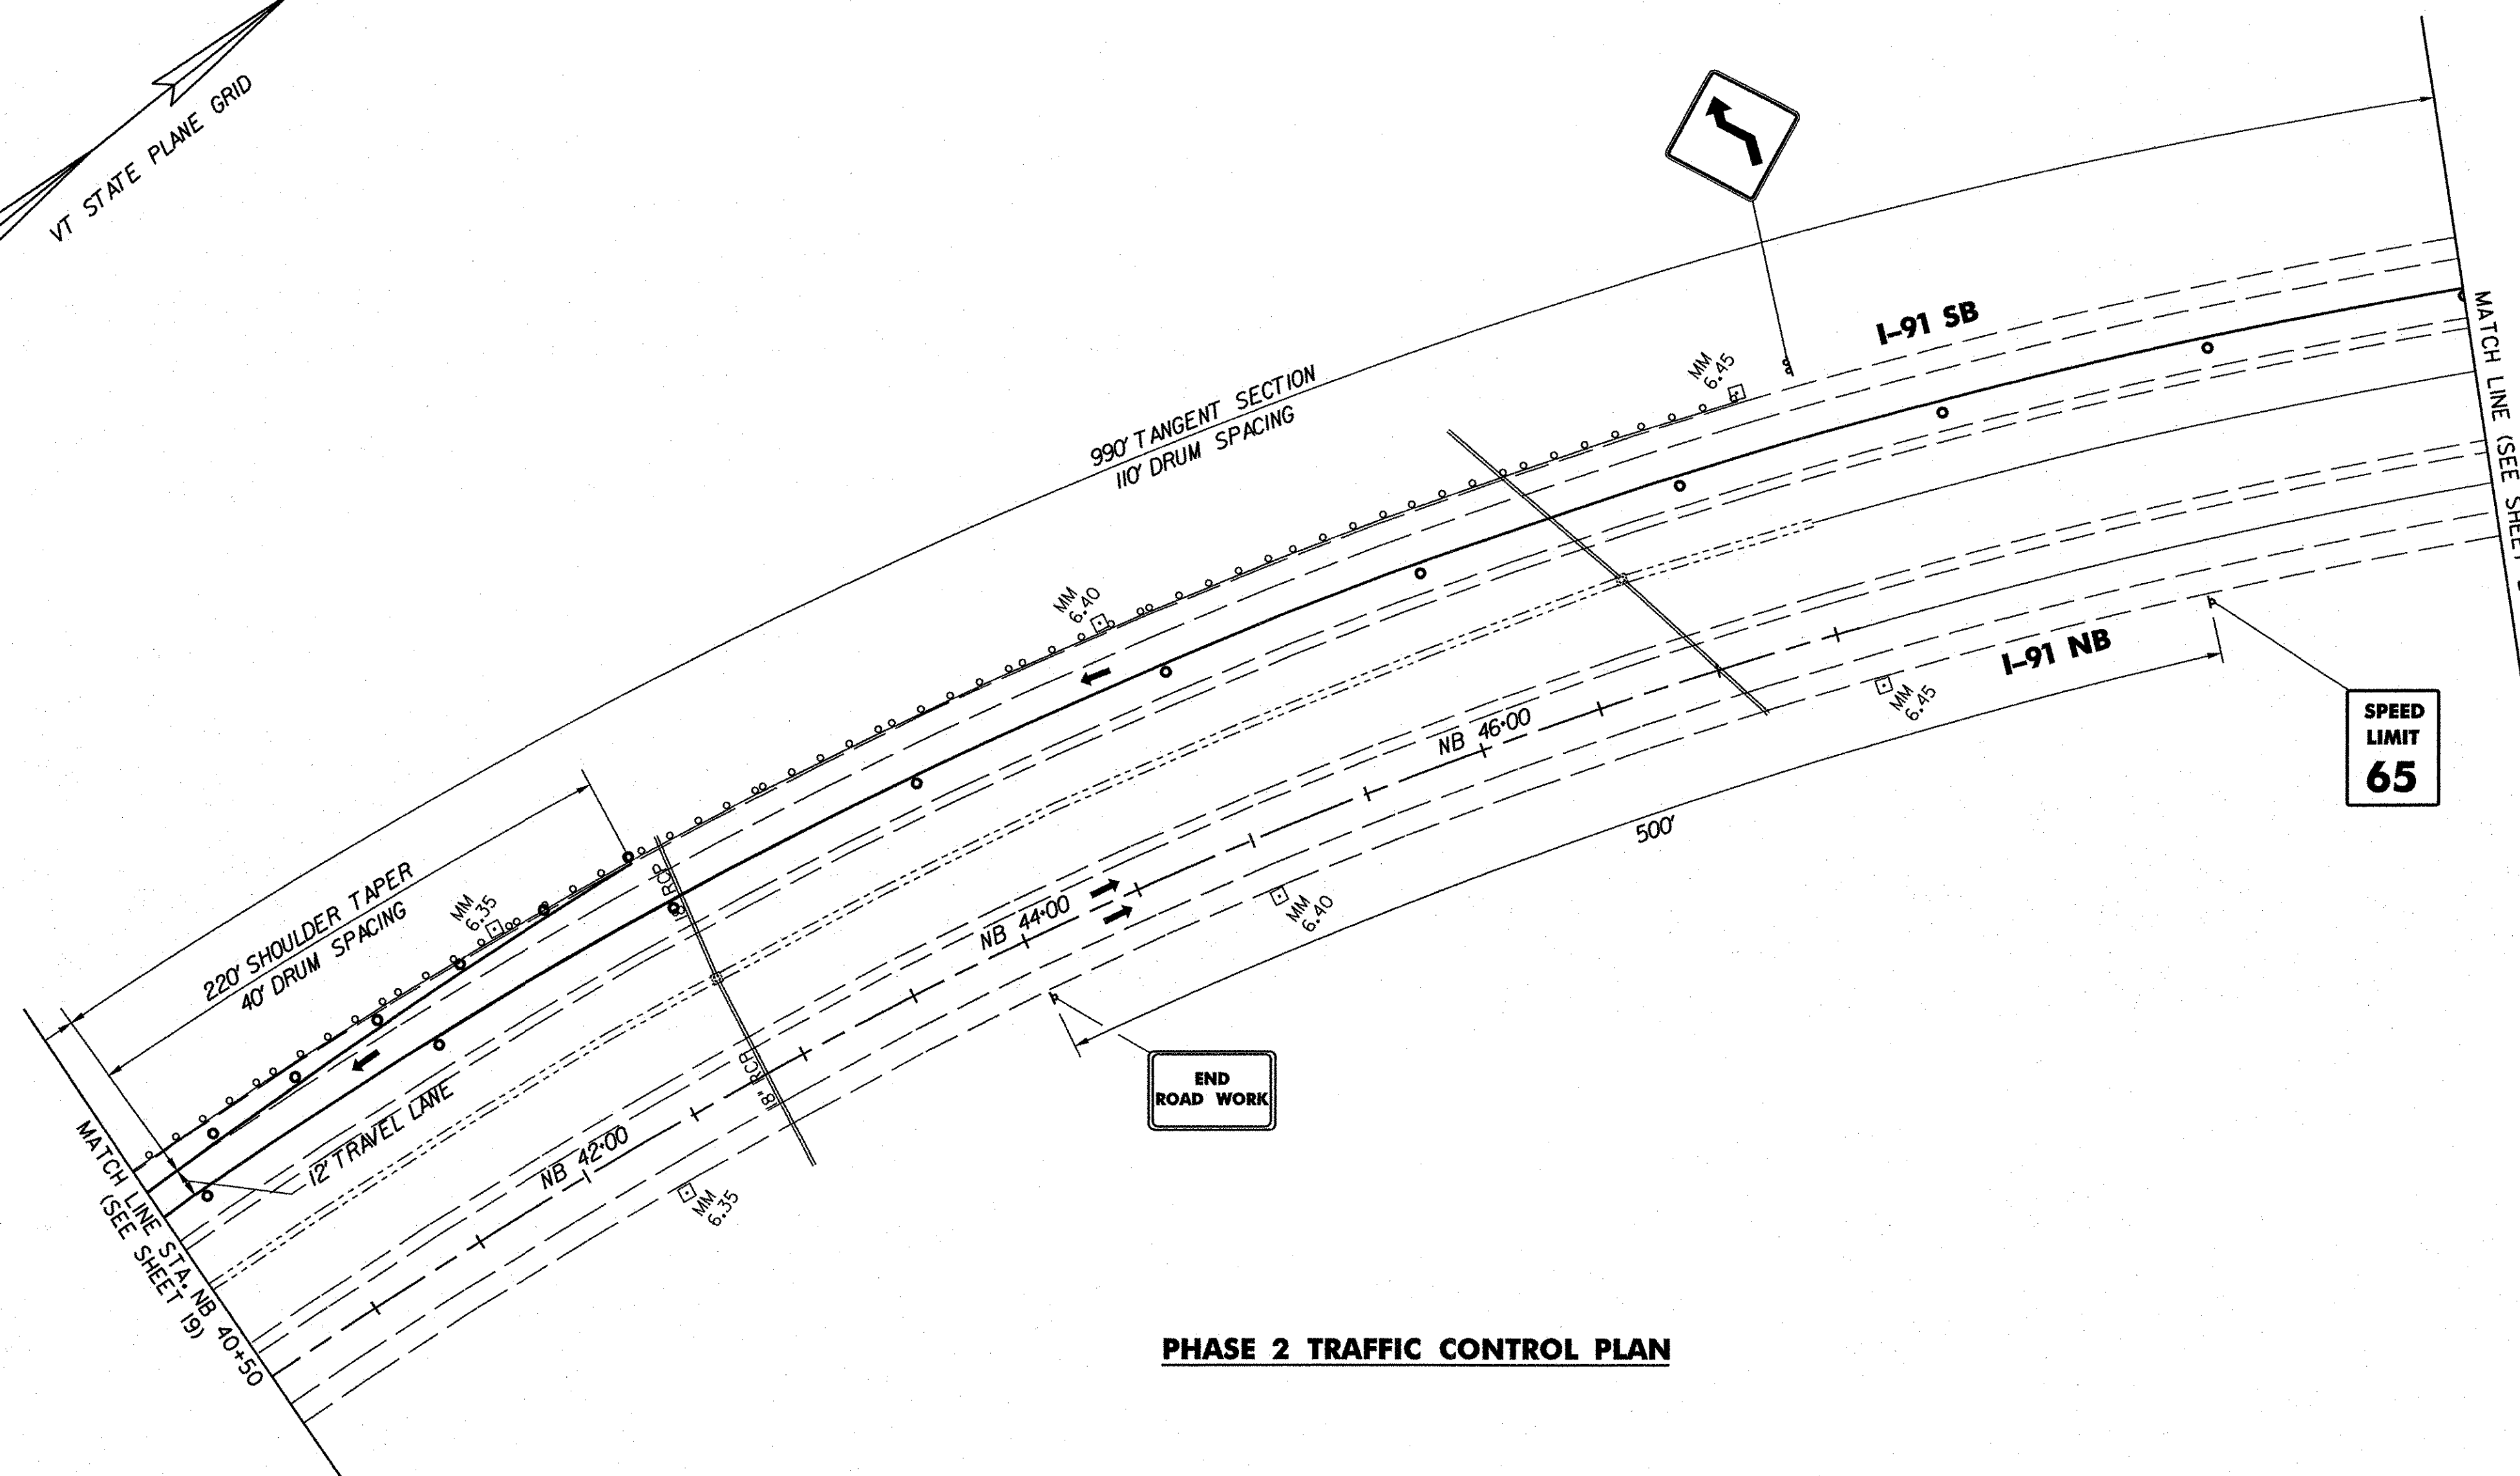 VT STATE PLANE GRID
990' TANGENT SECTION
110' DRUM SPACING
I-91 SB
MM
6.45
MM
6.40
220' SHOULDER TAPER
40' DRUM SPACING
MM
6.35
RCP
12' TRAVEL LANE
18" RCP
NB 42+00
NB 44+00
NB 46+00
I-91 NB
MM
6.45
MM
6.40
MM
6.35
500'
SPEED
LIMIT
65
END
ROAD WORK
MATCH LINE STA. NB 40+50
(SEE SHEET 19)
MATCH LINE (SEE
PHASE 2 TRAFFIC CONTROL PLAN